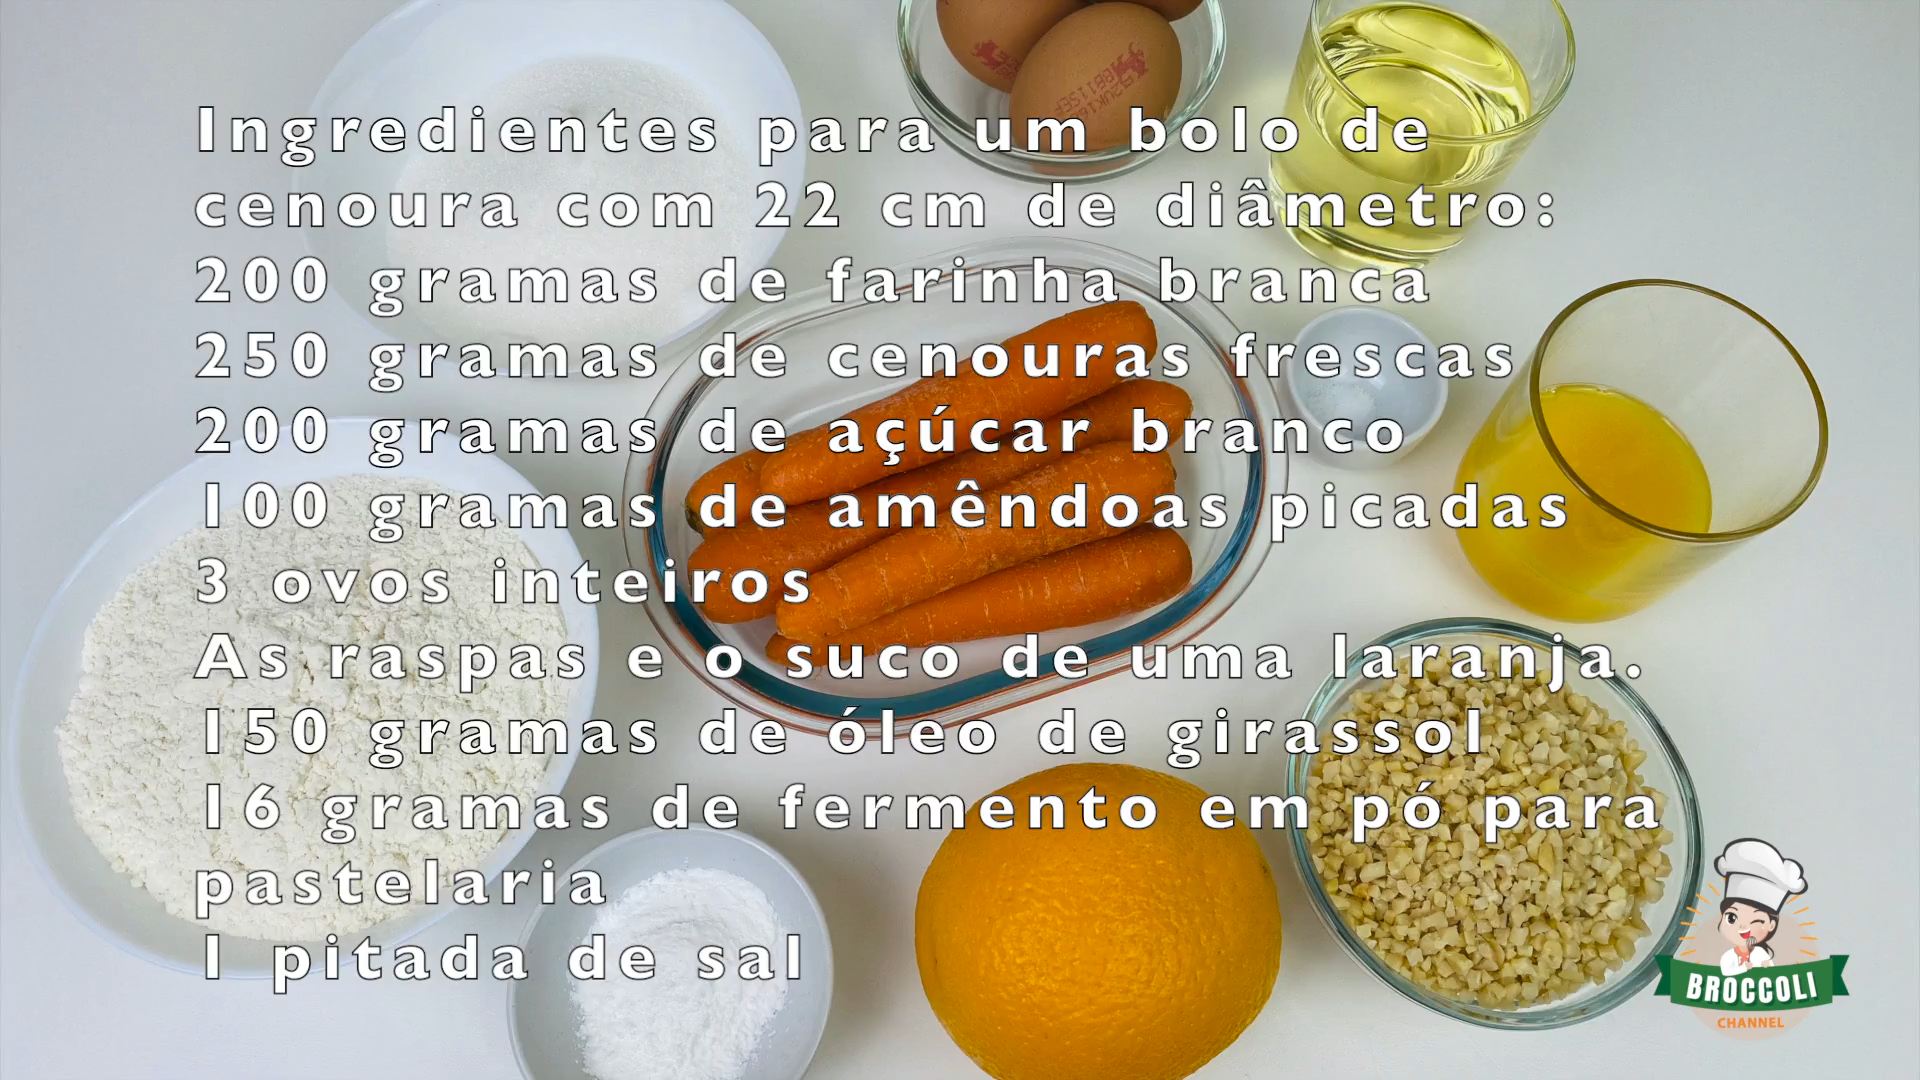 Ingredientes para um bolo de
cenoura com 22 cm de diâmetro:
200 gramas de farinha branca
250 gramas de cenouras frescas
200 gramas de açúcar branco
100 gramas de amêndoas picadas
3 ovos inteiros
As raspas e o suco de uma laranja.
150 gramas de óleo de girassol
16 gramas de fermento em pó para
pastelaria
1 pitada de sal
BROCCOLI
CHANNEL